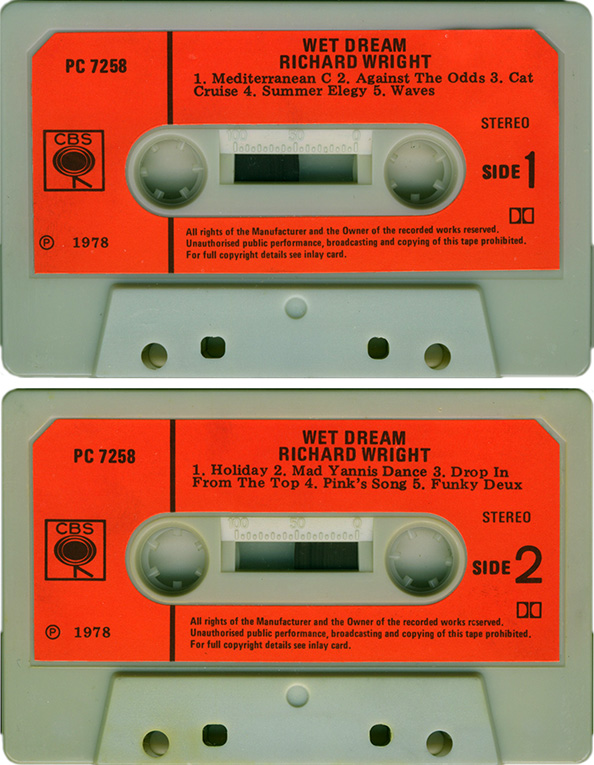 WET DREAM
RICHARD WRIGHT
PC 7258
1. Mediterranean C 2. Against The Odds 3. Cat
Cruise 4. Summer Elegy 5. Waves
CBS
100 50 0
STEREO
SIDE 1
℗ 1978
All rights of the Manufacturer and the Owner of the recorded works reserved.
Unauthorised public performance, broadcasting and copying of this tape prohibited.
For full copyright details see inlay card.
WET DREAM
RICHARD WRIGHT
PC 7258
1. Holiday 2. Mad Yannis Dance 3. Drop In
From The Top 4. Pink's Song 5. Funky Deux
CBS
100 50 0
STEREO
SIDE 2
℗ 1978
All rights of the Manufacturer and the Owner of the recorded works reserved.
Unauthorised public performance, broadcasting and copying of this tape prohibited.
For full copyright details see inlay card.